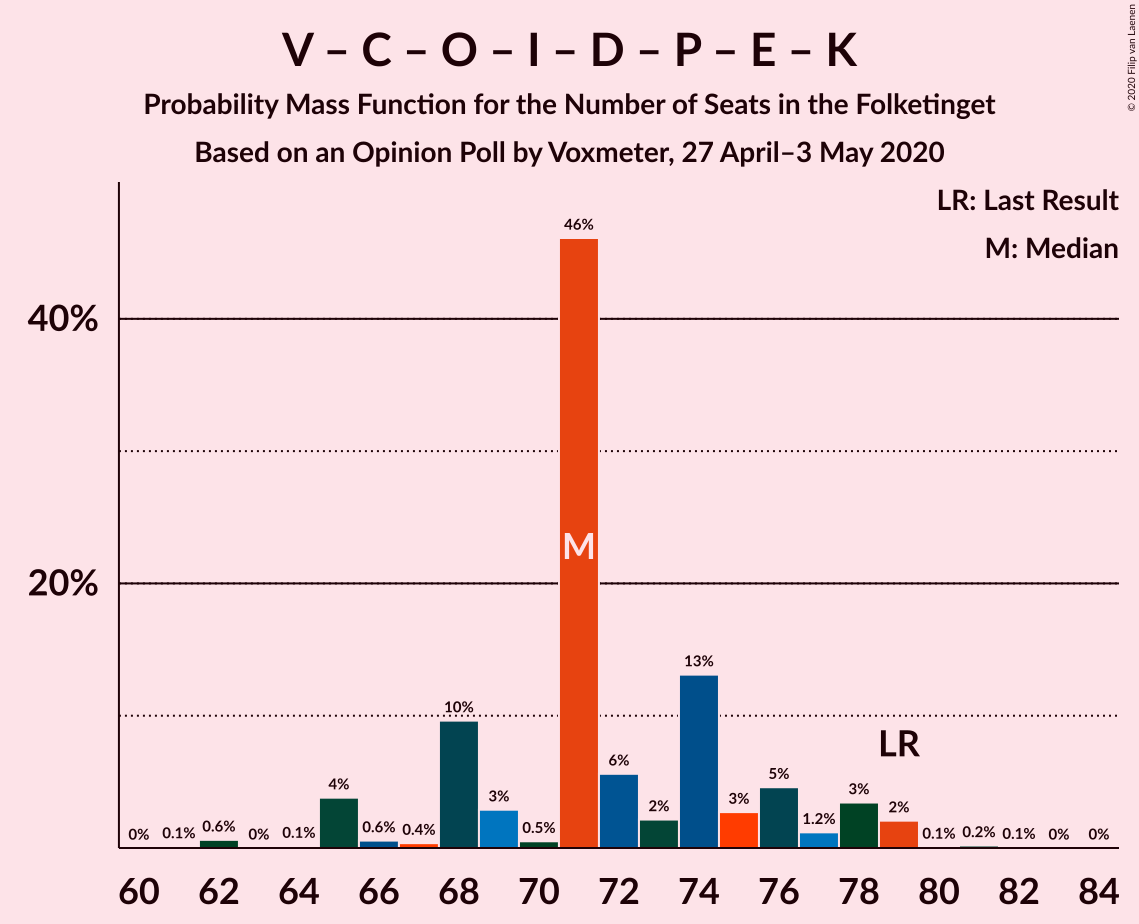 V – C – O – I – D – P – E – K
Probability Mass Function for the Number of Seats in the Folketinget
Based on an Opinion Poll by Voxmeter, 27 April–3 May 2020
© 2020 Filip van Laenen
LR: Last Result
M: Median
46%
40%
M
20%
13%
10%
LR
6%
5%
4%
3%
3%
3%
2%
2%
1.2%
0% 0.1% 0.6% 0% 0.1% 0.6% 0.4% 0.5% 0.1% 0.2% 0.1% 0% 0%
60 62 64 66 68 70 72 74 76 78 80 82 84